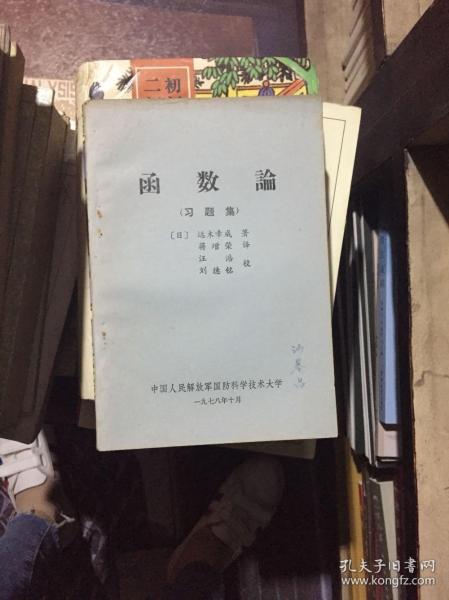 初
二
函数論
（习题集）
［日］ 远木幸成 著
蒋增荣 译
汪浩
刘德铭 校
中国人民解放军国防科学技术大学
一九七八年十月
孔夫子旧书网
www.kongfz.com